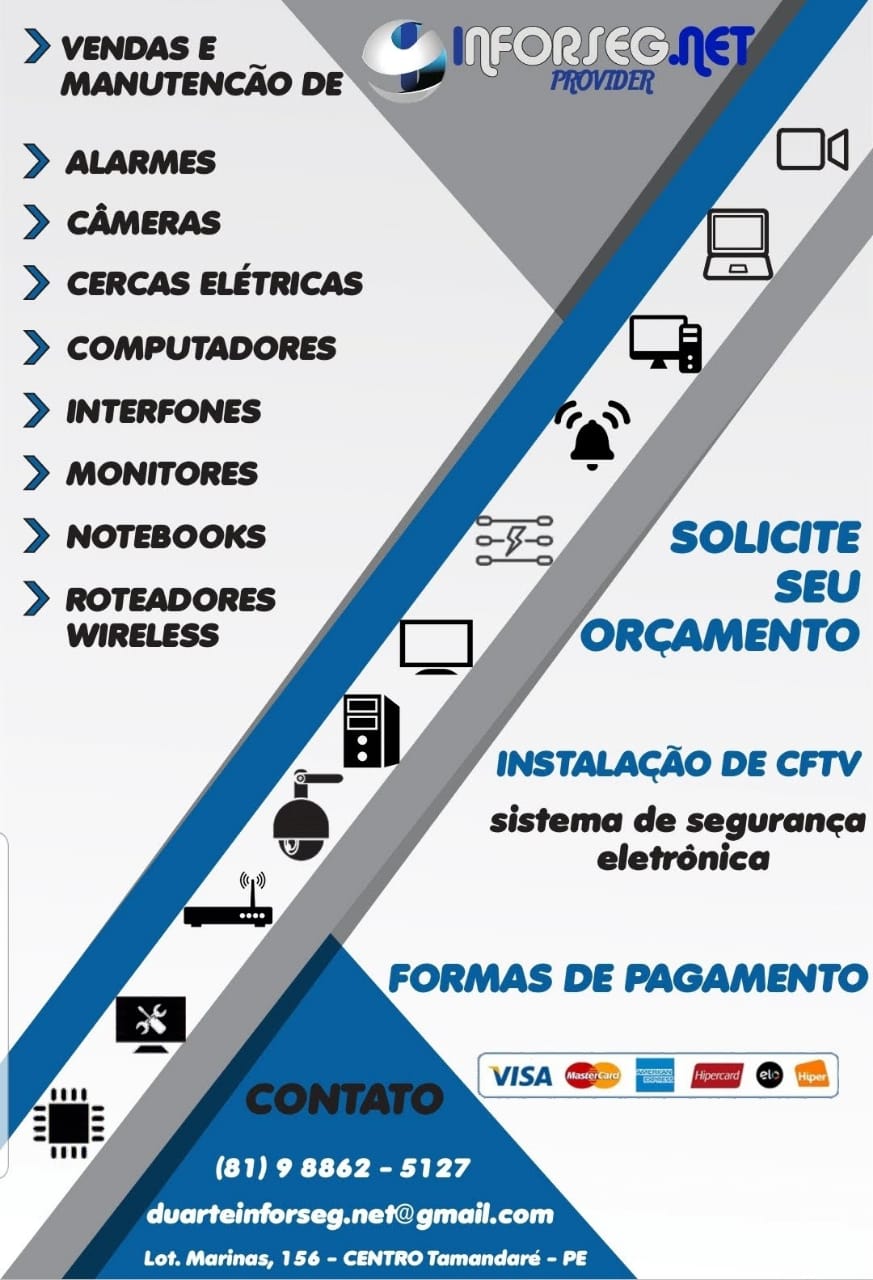 INFORSEG.NET
PROVIDER
VENDAS E
MANUTENCÃO DE
ALARMES
CÂMERAS
CERCAS ELÉTRICAS
COMPUTADORES
INTERFONES
MONITORES
NOTEBOOKS
ROTEADORES
WIRELESS
SOLICITE
SEU
ORÇAMENTO
INSTALAÇÃO DE CFTV
sistema de segurança
eletrônica
FORMAS DE PAGAMENTO
VISA MasterCard AMERICAN EXPRESS Hipercard elo Hiper
CONTATO
(81) 9 8862 - 5127
duarteinforseg.net@gmail.com
Lot. Marinas, 156 - CENTRO Tamandaré - PE